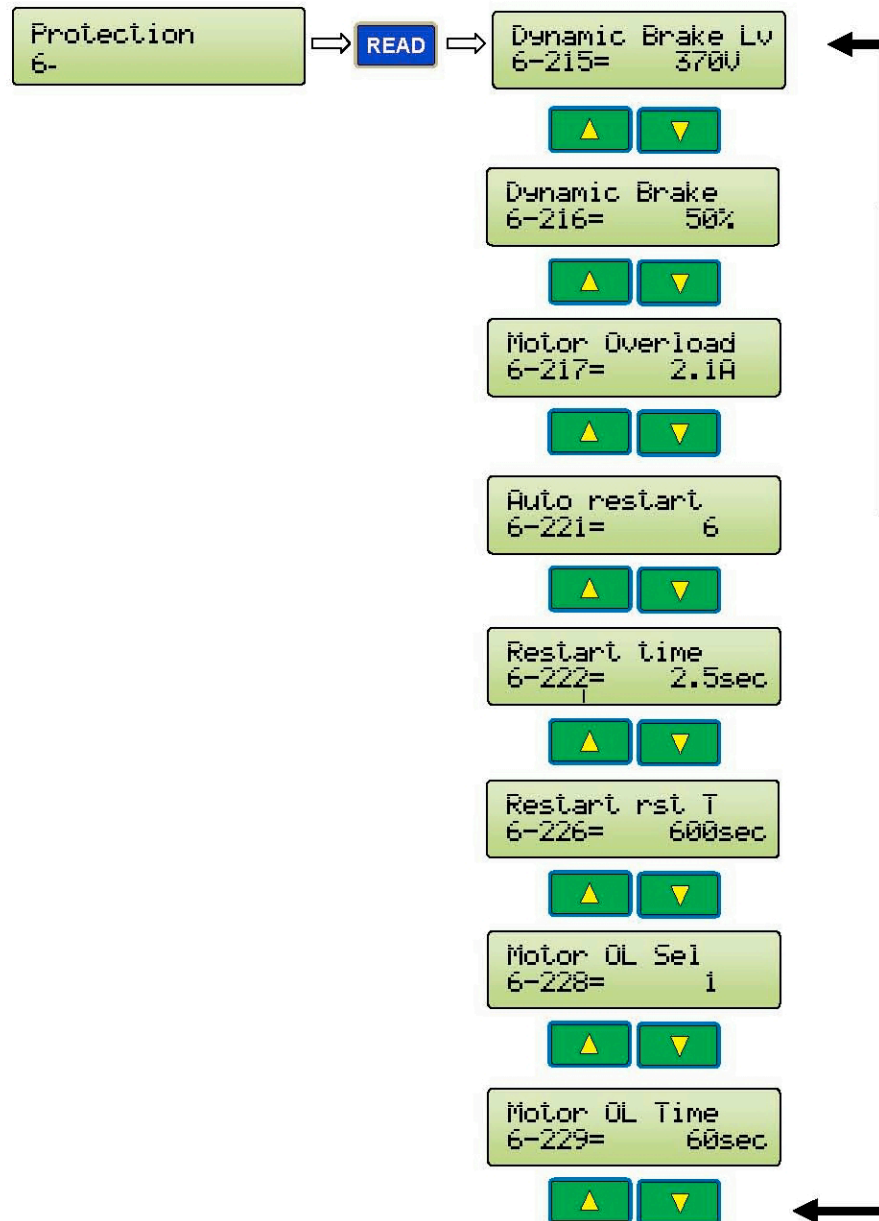 Protection
6-
READ
Dynamic Brake Lv
6-215= 370V
Dynamic Brake
6-216= 50%
Motor Overload
6-217= 2.1A
Auto restart
6-221= 6
Restart time
6-222= 2.5sec
Restart rst T
6-226= 600sec
Motor OL Sel
6-228= 1
Motor OL Time
6-229= 60sec